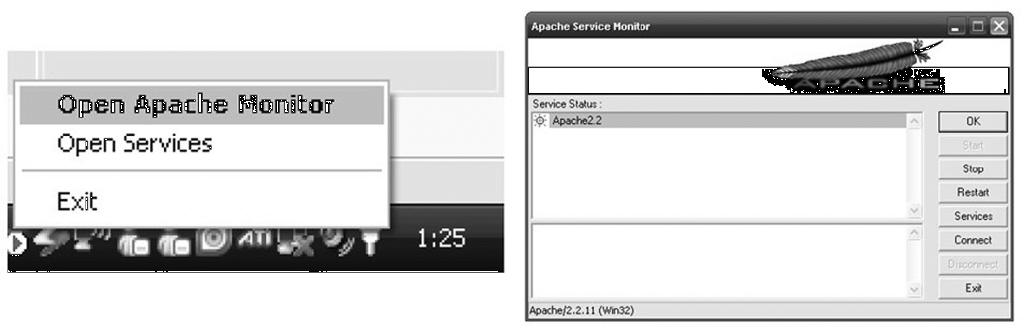 Open Apache Monitor
Open Services
Exit
ATI
1:25
Apache Service Monitor
APACHE
Service Status :
Apache2.2
OK
Start
Stop
Restart
Services
Connect
Disconnect
Exit
Apache/2.2.11 (Win32)